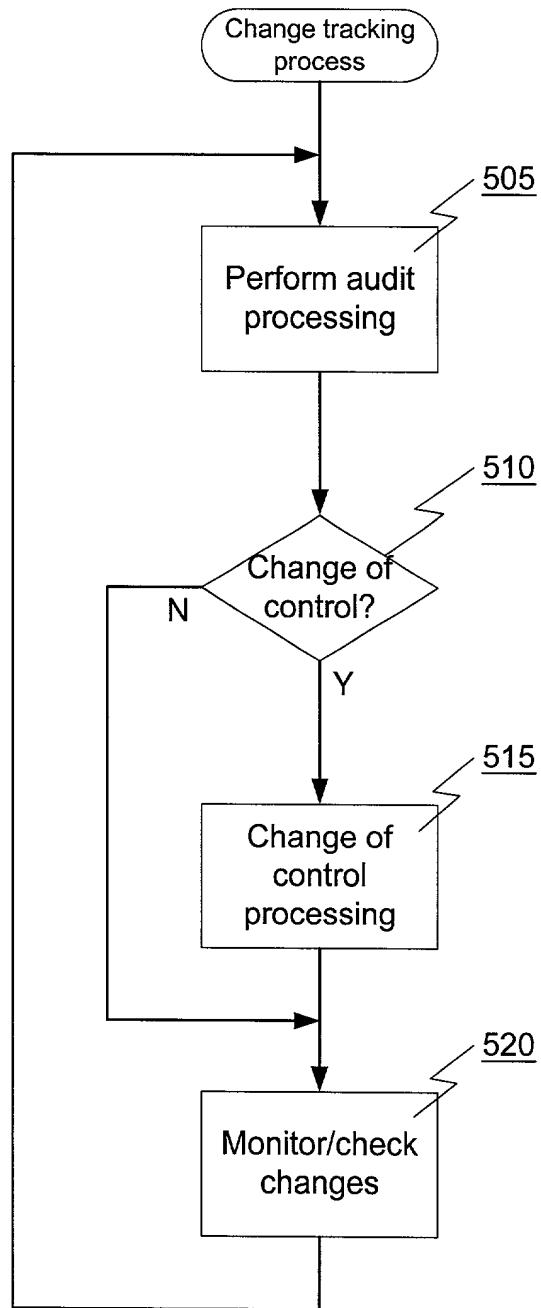 Change tracking
process
505
Perform audit
processing
510
Change of
control?
N
Y
515
Change of
control
processing
520
Monitor/check
changes